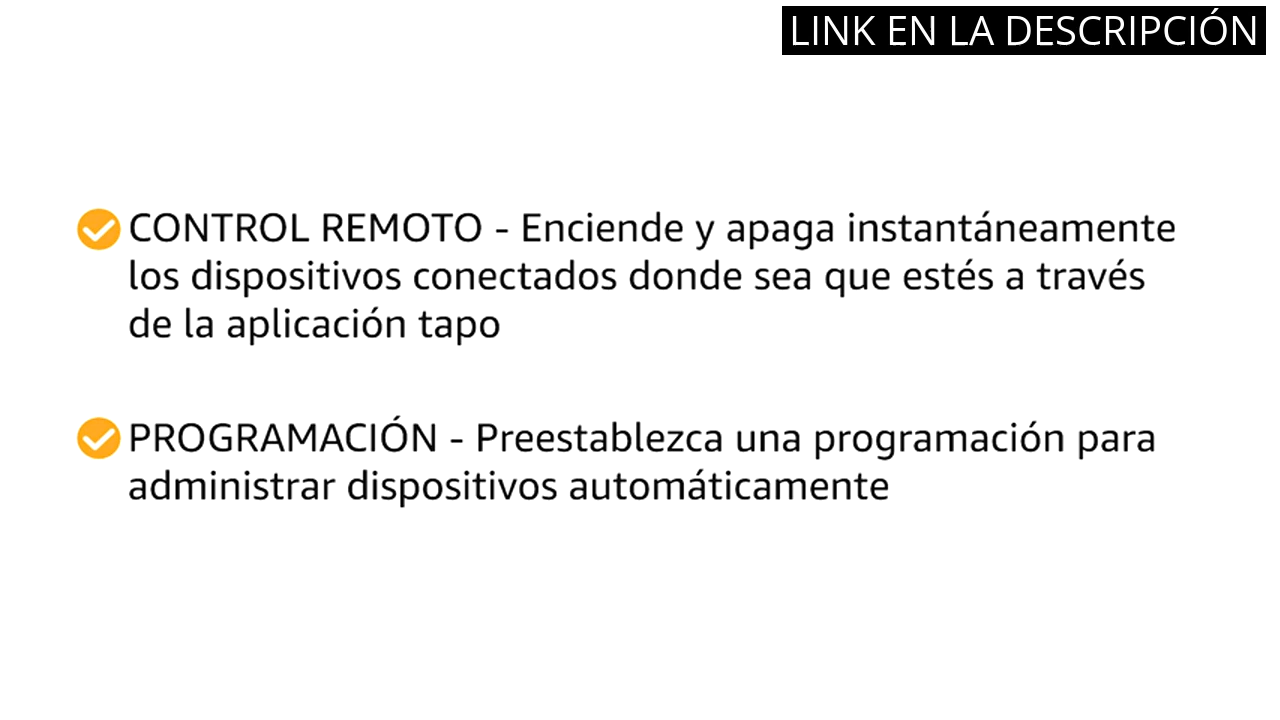 LINK EN LA DESCRIPCIÓN
CONTROL REMOTO - Enciende y apaga instantáneamente
los dispositivos conectados donde sea que estés a través
de la aplicación tapo
PROGRAMACIÓN - Preestablezca una programación para
administrar dispositivos automáticamente